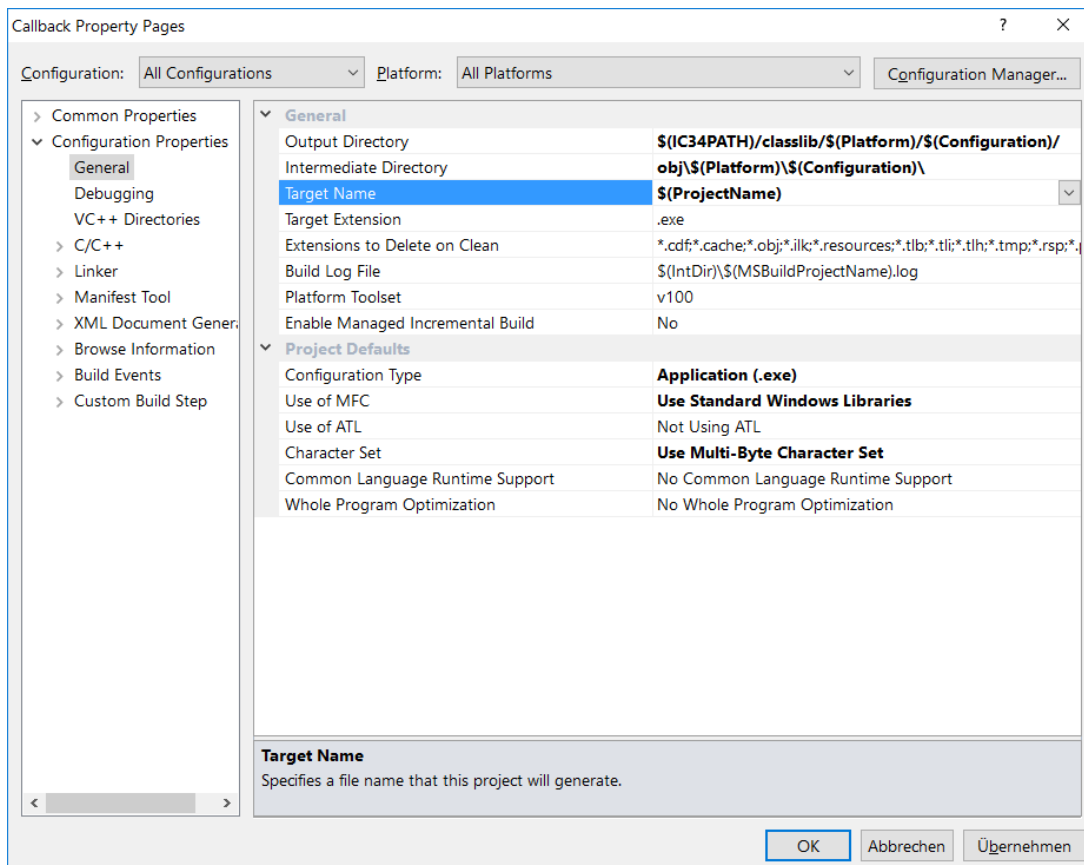 Callback Property Pages ? ×
Configuration: All Configurations Platform: All Platforms Configuration Manager...
Common Properties
Configuration Properties
General
Debugging
VC++ Directories
C/C++
Linker
Manifest Tool
XML Document Genera
Browse Information
Build Events
Custom Build Step
General
Output Directory $(IC34PATH)/classlib/$(Platform)/$(Configuration)/
Intermediate Directory obj\$(Platform)\$(Configuration)\
Target Name $(ProjectName)
Target Extension .exe
Extensions to Delete on Clean *.cdf;*.cache;*.obj;*.ilk;*.resources;*.tlb;*.tli;*.tlh;*.tmp;*.rsp;*.
Build Log File $(IntDir)\$(MSBuildProjectName).log
Platform Toolset v100
Enable Managed Incremental Build No
Project Defaults
Configuration Type Application (.exe)
Use of MFC Use Standard Windows Libraries
Use of ATL Not Using ATL
Character Set Use Multi-Byte Character Set
Common Language Runtime Support No Common Language Runtime Support
Whole Program Optimization No Whole Program Optimization
Target Name
Specifies a file name that this project will generate.
OK Abbrechen Übernehmen